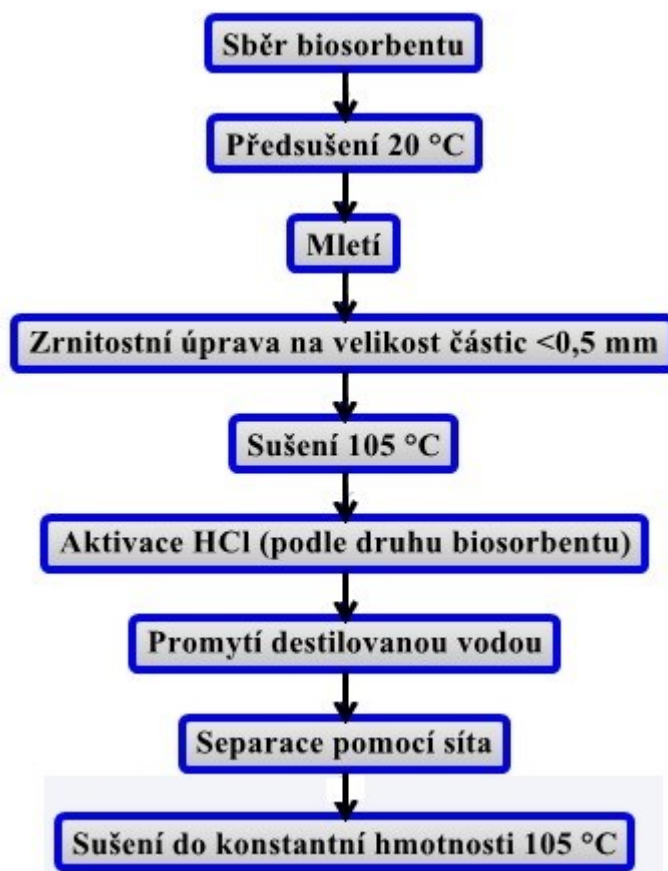 Sběr biosorbentu
Předsušení 20 °C
Mletí
Zrnitostní úprava na velikost částic <0,5 mm
Sušení 105 °C
Aktivace HCl (podle druhu biosorbentu)
Promytí destilovanou vodou
Separace pomocí síta
Sušení do konstantní hmotnosti 105 °C